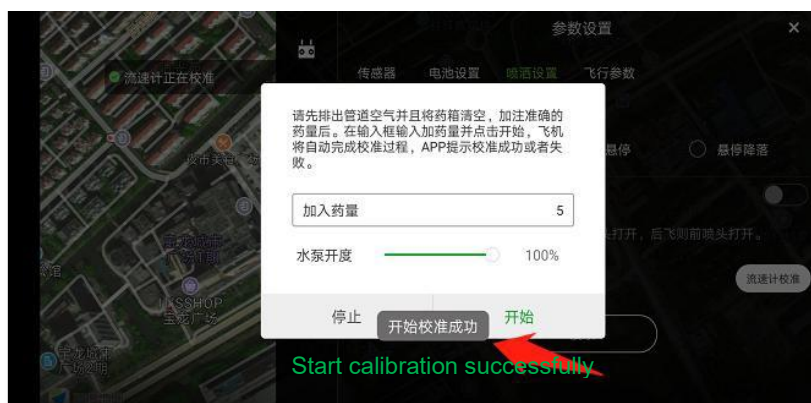 参数设置
流速计正在校准
传感器 电池设置 喷洒设置 飞行参数
请先排出管道空气并且将药箱清空，加注准确的
药量后。在输入框输入加药量并点击开始，飞机
将自动完成校准过程，APP提示校准成功或者失
败。
悬停 悬停降落
加入药量 5
头打开，后飞则前喷头打开。
水泵开度 100%
流速计校准
停止 开始
开始校准成功
Start calibration successfully